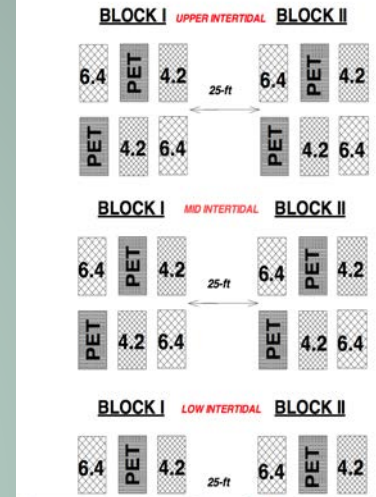 BLOCK I UPPER INTERTIDAL BLOCK II
6.4 PET 4.2 25-ft 6.4 PET 4.2
PET 4.2 6.4 PET 4.2 6.4
BLOCK I MID INTERTIDAL BLOCK II
6.4 PET 4.2 25-ft 6.4 PET 4.2
PET 4.2 6.4 PET 4.2 6.4
BLOCK I LOW INTERTIDAL BLOCK II
6.4 PET 4.2 25-ft 6.4 PET 4.2